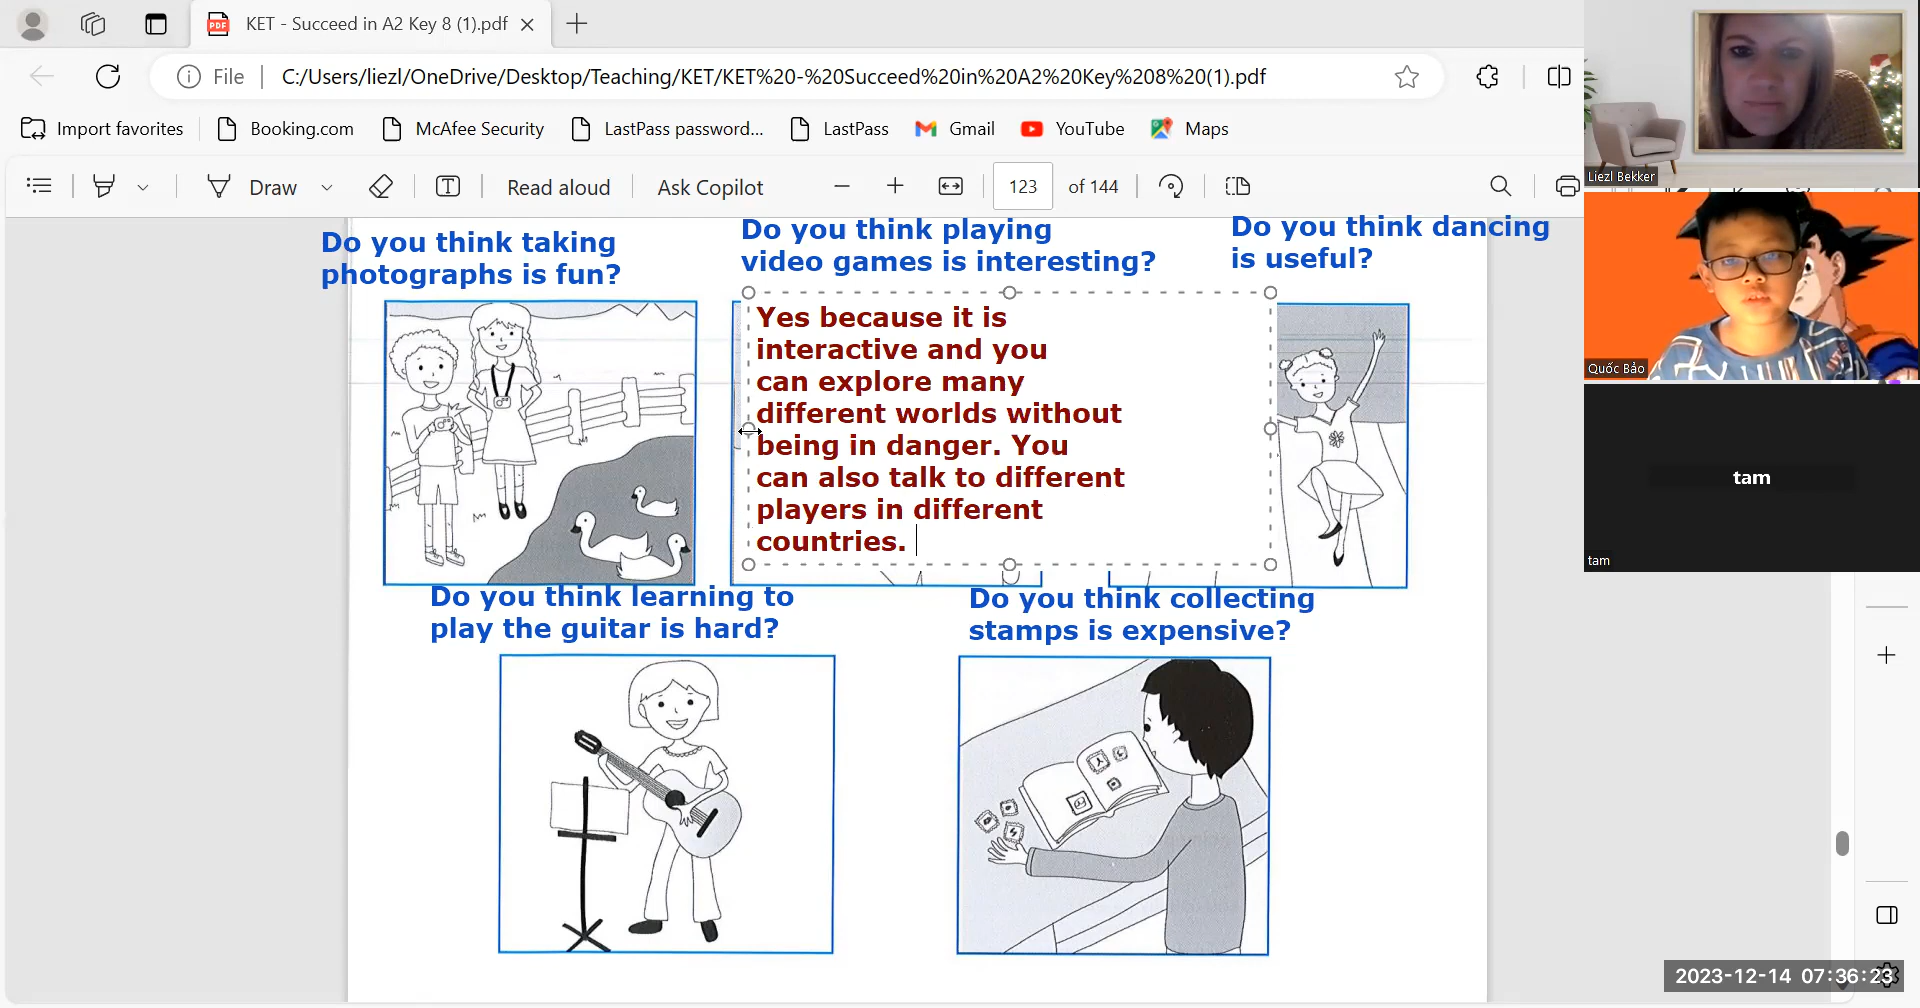 KET - Succeed in A2 Key 8 (1).pdf
File
C:/Users/liezl/OneDrive/Desktop/Teaching/KET/KET%20-%20Succeed%20in%20A2%20Key%208%20(1).pdf
Import favorites
Booking.com
McAfee Security
LastPass password...
LastPass
Gmail
YouTube
Maps
Draw
Read aloud
Ask Copilot
123
of 144
Do you think taking
photographs is fun?
Do you think playing
video games is interesting?
Do you think dancing
is useful?
Yes because it is
interactive and you
can explore many
different worlds without
being in danger. You
can also talk to different
players in different
countries.
Do you think learning to
play the guitar is hard?
Do you think collecting
stamps is expensive?
Liezl Bekker
Quốc Bảo
tam
tam
2023-12-14 07:36:23